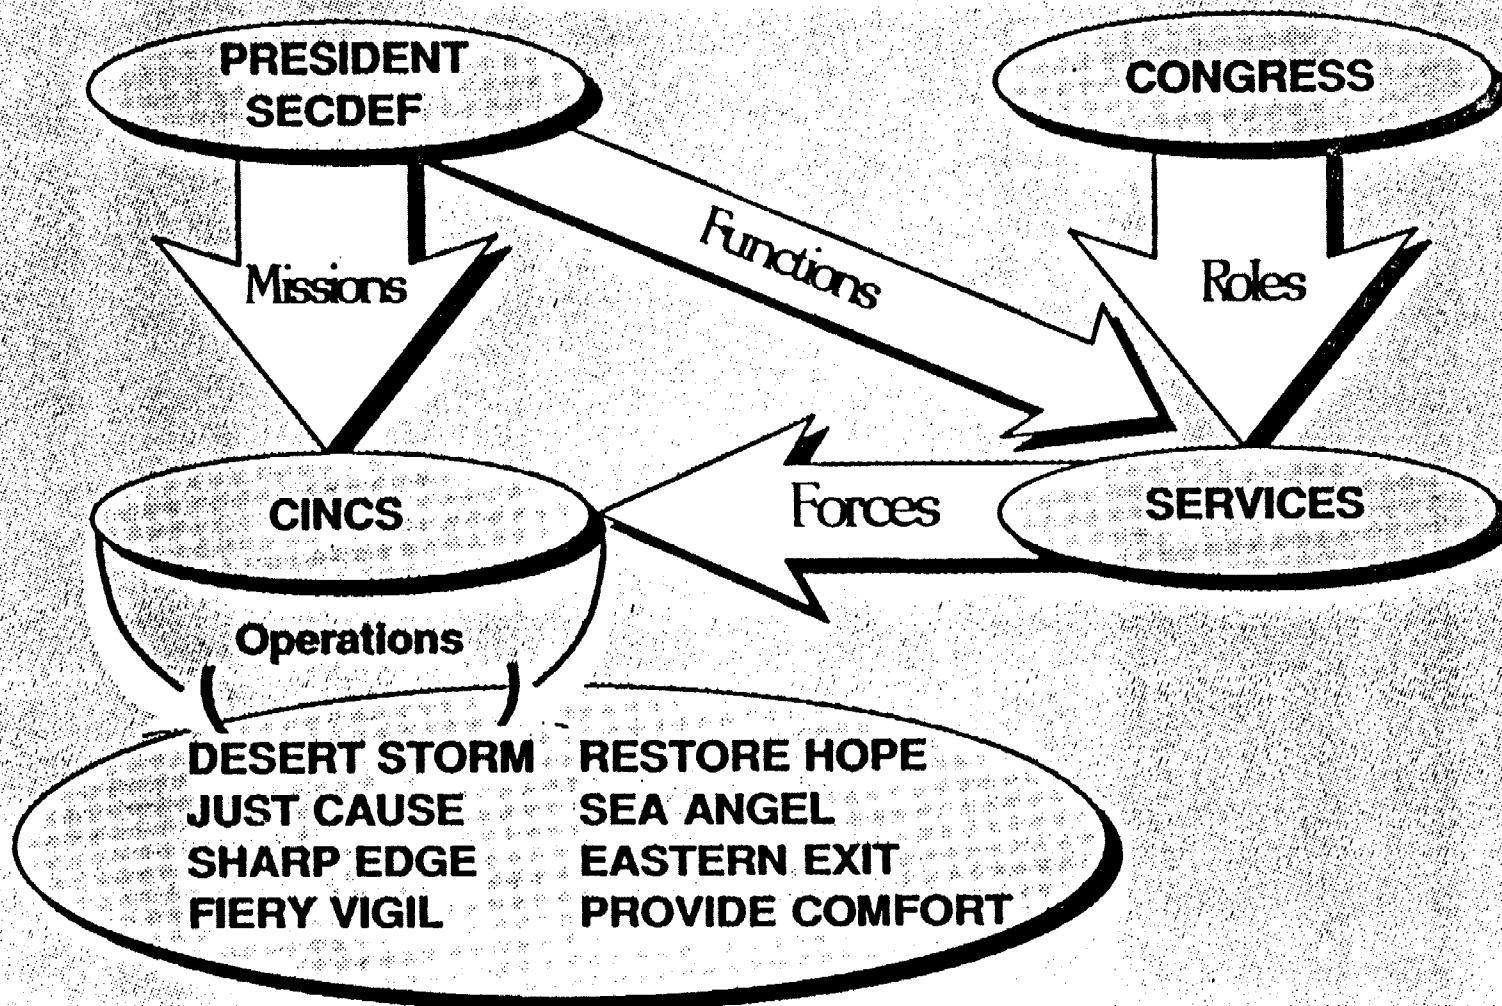 PRESIDENT
SECDEF
CONGRESS
Missions
Functions
Roles
CINCS
Forces
SERVICES
Operations
DESERT STORM RESTORE HOPE
JUST CAUSE SEA ANGEL
SHARP EDGE EASTERN EXIT
FIERY VIGIL PROVIDE COMFORT